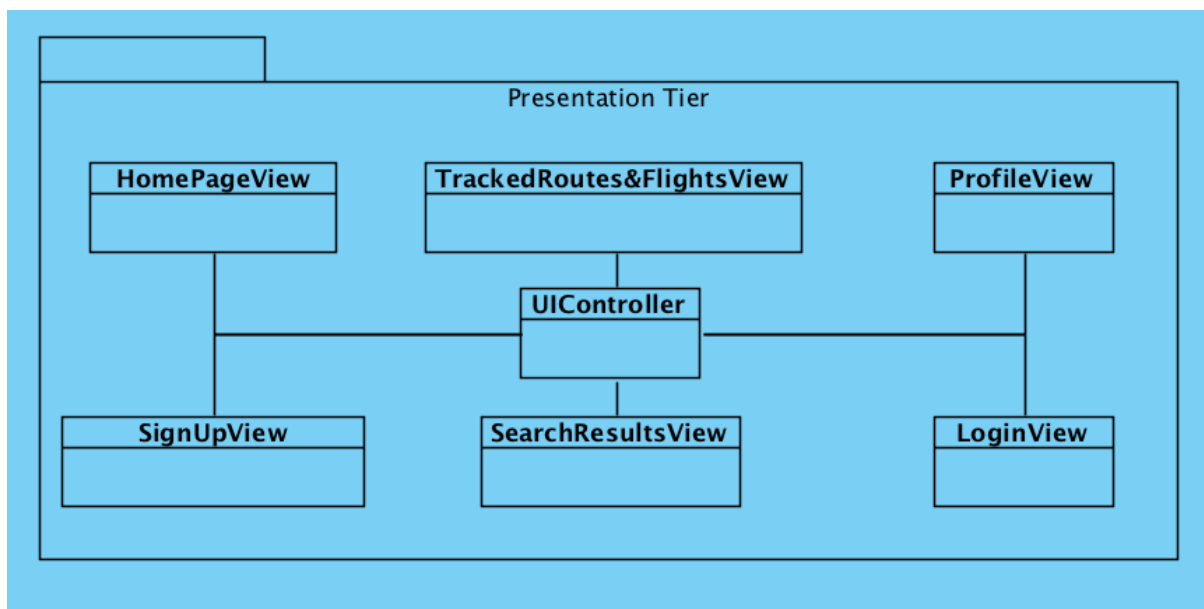 Presentation Tier
HomePageView
TrackedRoutes&FlightsView
ProfileView
UIController
SignUpView
SearchResultsView
LoginView